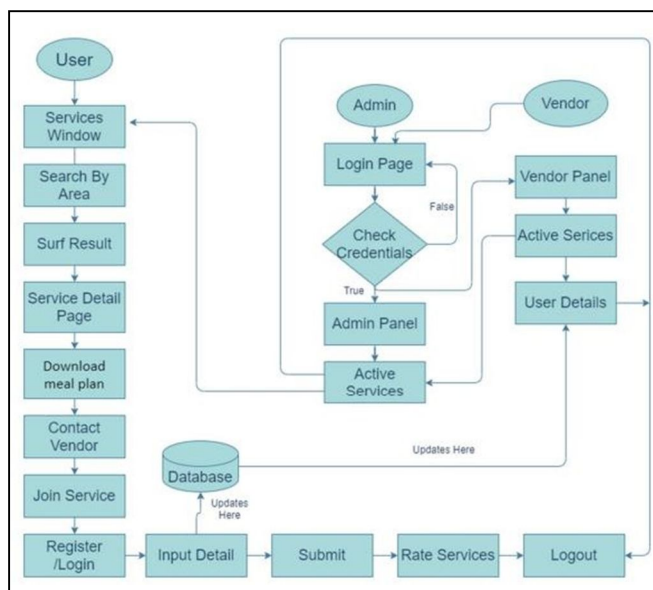 User
Services
Window
Search By
Area
Surf Result
Service Detail
Page
Download
meal plan
Contact
Vendor
Join Service
Register
/Login
Input Detail
Submit
Rate Services
Logout
Database
Updates
Here
Updates Here
Admin
Vendor
Login Page
False
Check
Credentials
True
Admin Panel
Active
Services
Vendor Panel
Active Serices
User Details